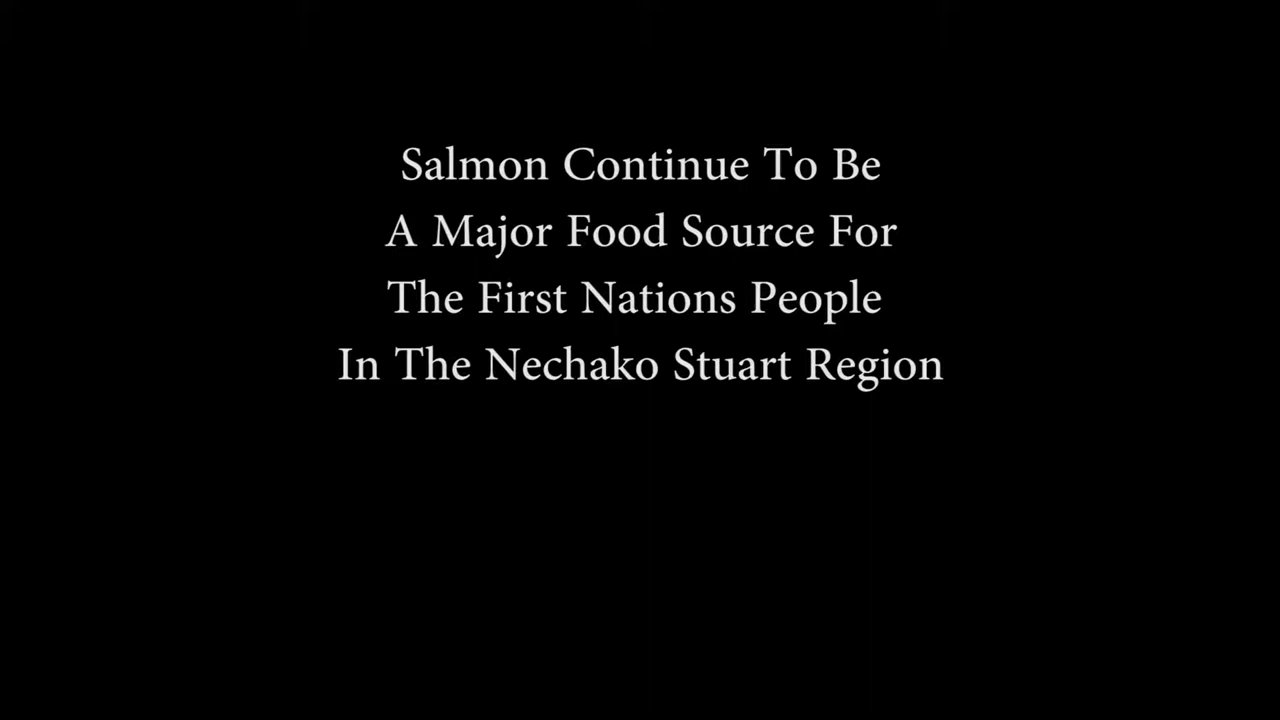 Salmon Continue To Be
A Major Food Source For
The First Nations People
In The Nechako Stuart Region